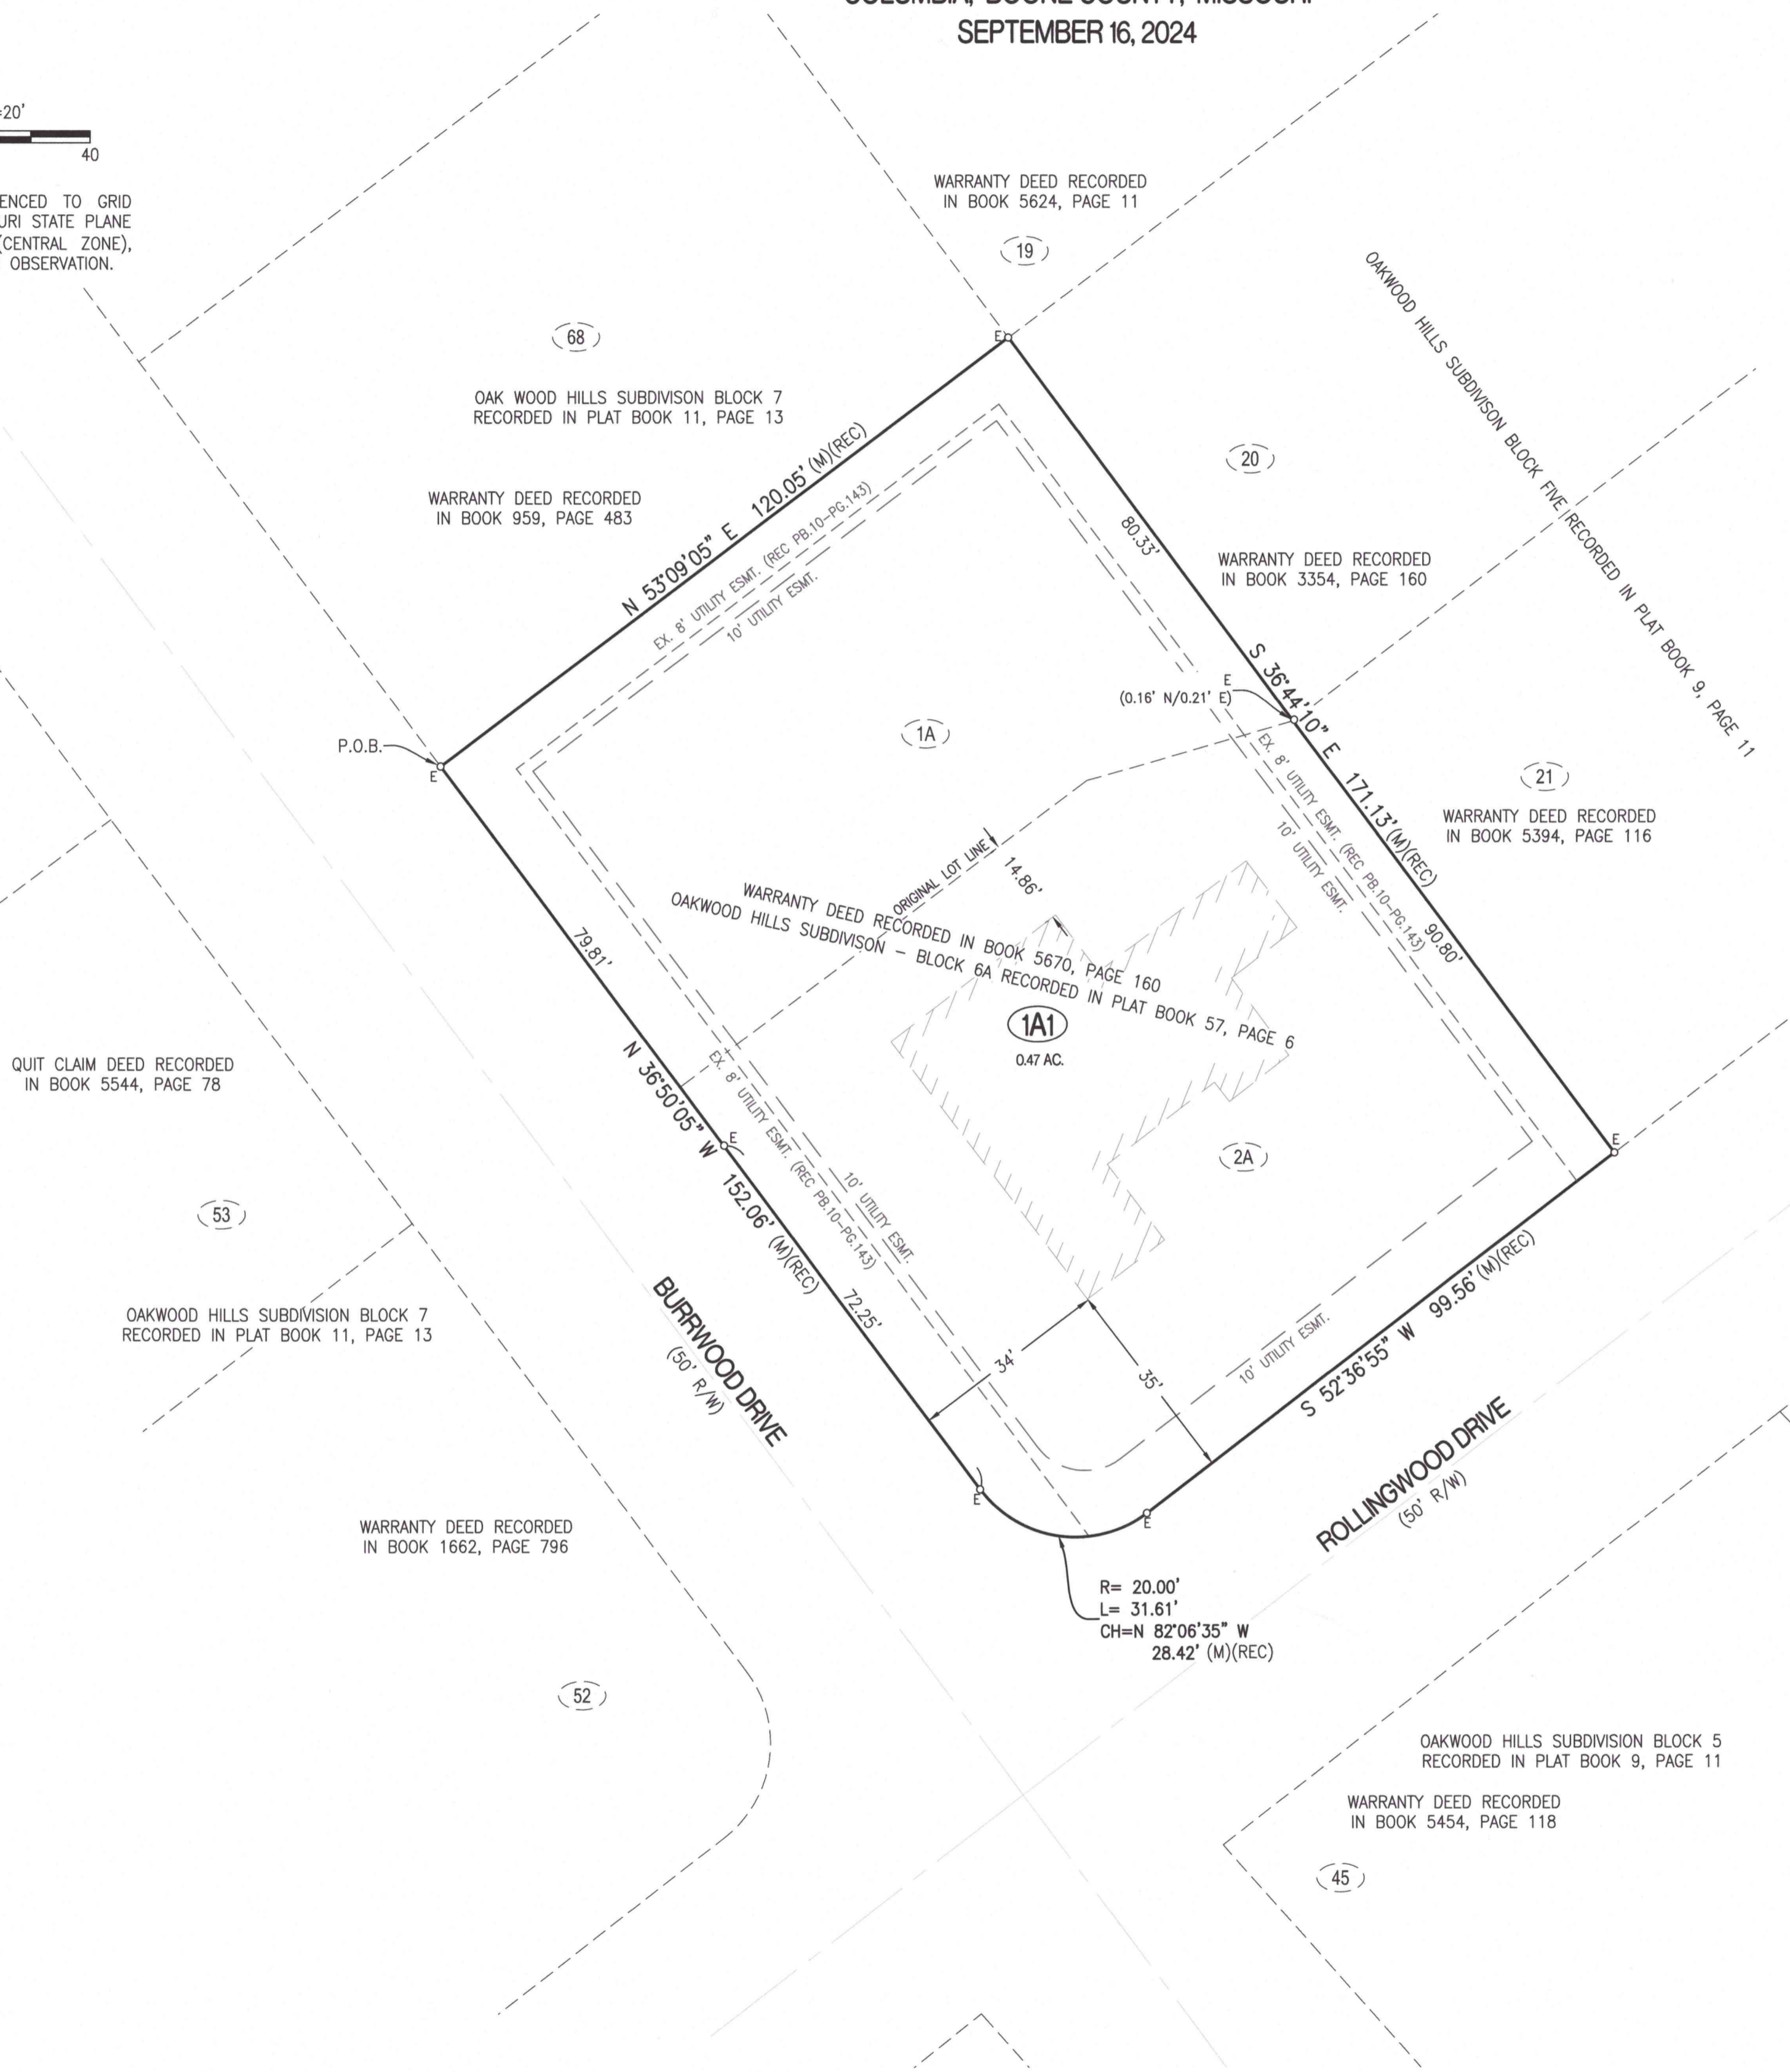 SEPTEMBER 16, 2024
=20'
40
ENCED TO GRID
URI STATE PLANE
(CENTRAL ZONE),
OBSERVATION.
WARRANTY DEED RECORDED
IN BOOK 5624, PAGE 11
19
68
OAK WOOD HILLS SUBDIVISON BLOCK 7
RECORDED IN PLAT BOOK 11, PAGE 13
WARRANTY DEED RECORDED
IN BOOK 959, PAGE 483
E
N 53°09'05" E 120.05' (M)(REC)
EX. 8' UTILITY ESMT. (REC PB.10-PG.143)
10' UTILITY ESMT.
OAKWOOD HILLS SUBDIVISON BLOCK FIVE RECORDED IN PLAT BOOK 9, PAGE 11
20
80.33'
WARRANTY DEED RECORDED
IN BOOK 3354, PAGE 160
S 36°44'10" E 171.13' (M)(REC)
E
(0.16' N/0.21' E)
1A
P.O.B.
E
21
WARRANTY DEED RECORDED
IN BOOK 5394, PAGE 116
EX. 8' UTILITY ESMT. (REC PB.10-PG.143)
10' UTILITY ESMT.
90.80'
ORIGINAL LOT LINE
14.86'
WARRANTY DEED RECORDED IN BOOK 5670, PAGE 160
OAKWOOD HILLS SUBDIVISON - BLOCK 6A RECORDED IN PLAT BOOK 57, PAGE 6
79.81'
1A1
0.47 AC.
QUIT CLAIM DEED RECORDED
IN BOOK 5544, PAGE 78
N 36°50'05" W 152.06' (M)(REC)
E
EX. 8' UTILITY ESMT. (REC PB.10-PG.143)
10' UTILITY ESMT.
2A
E
53
72.25'
OAKWOOD HILLS SUBDIVISION BLOCK 7
RECORDED IN PLAT BOOK 11, PAGE 13
BURRWOOD DRIVE
(50' R/W)
34'
35'
10' UTILITY ESMT.
S 52°36'55" W 99.56' (M)(REC)
ROLLINGWOOD DRIVE
(50' R/W)
E
E
WARRANTY DEED RECORDED
IN BOOK 1662, PAGE 796
R= 20.00'
L= 31.61'
CH=N 82°06'35" W
28.42' (M)(REC)
52
OAKWOOD HILLS SUBDIVISION BLOCK 5
RECORDED IN PLAT BOOK 9, PAGE 11
WARRANTY DEED RECORDED
IN BOOK 5454, PAGE 118
45